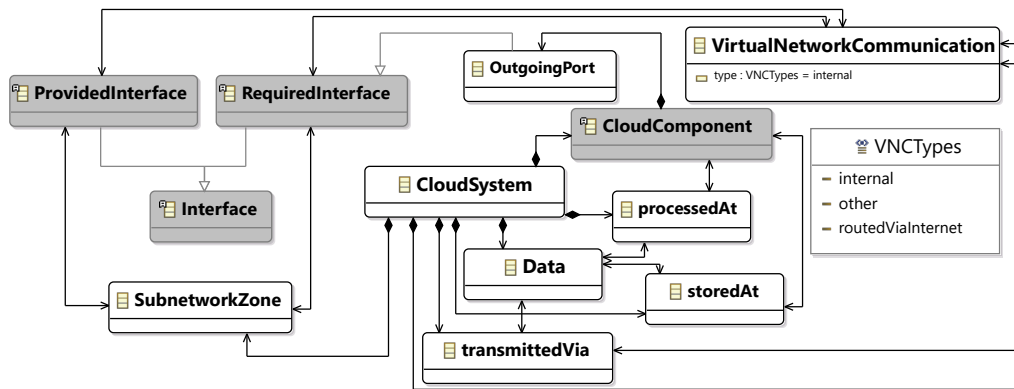 VirtualNetworkCommunication
type : VNCTypes = internal
OutgoingPort
ProvidedInterface
RequiredInterface
CloudComponent
VNCTypes
internal
other
routedViaInternet
CloudSystem
Interface
processedAt
Data
SubnetworkZone
storedAt
transmittedVia